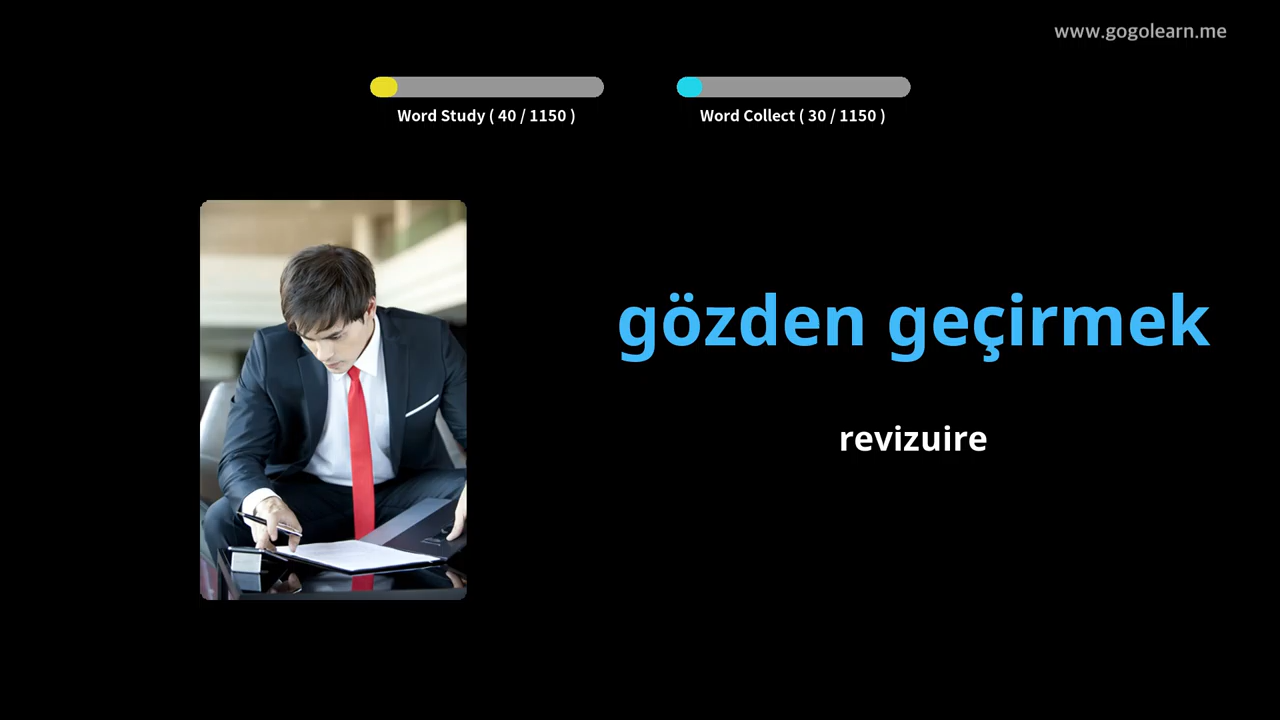 www.gogolearn.me
Word Study ( 40 / 1150 )
Word Collect ( 30 / 1150 )
gözden geçirmek
revizuire